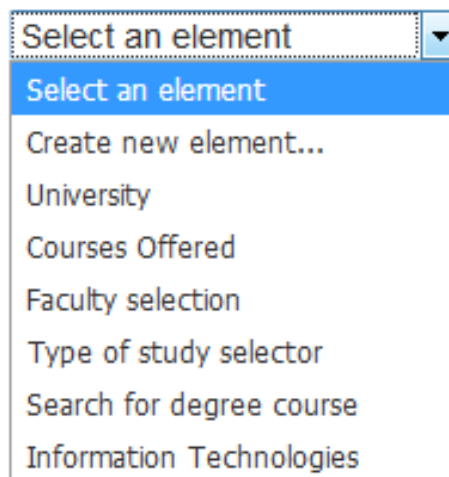 Select an element
Select an element
Create new element...
University
Courses Offered
Faculty selection
Type of study selector
Search for degree course
Information Technologies